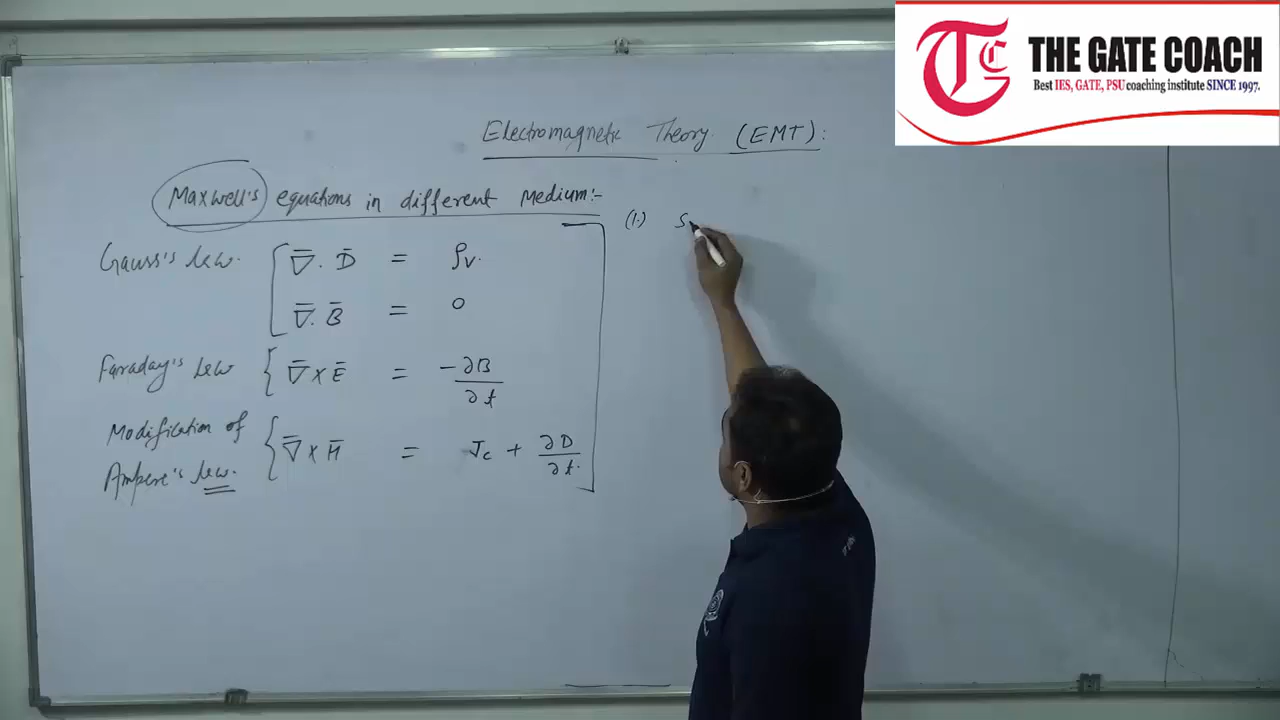 THE GATE COACH
Best IES, GATE, PSU coaching institute SINCE 1997.
Electromagnetic Theory (EMT):
Maxwell's equations in different Medium:-
Gauss's law. ∇̄. D̄ = ρv.
∇̄. B̄ = 0
Faraday's law ∇̄ × Ē = -∂B/∂t
Modification of Ampere's law. ∇̄ × H̄ = Jc + ∂D/∂t.
(1.) S